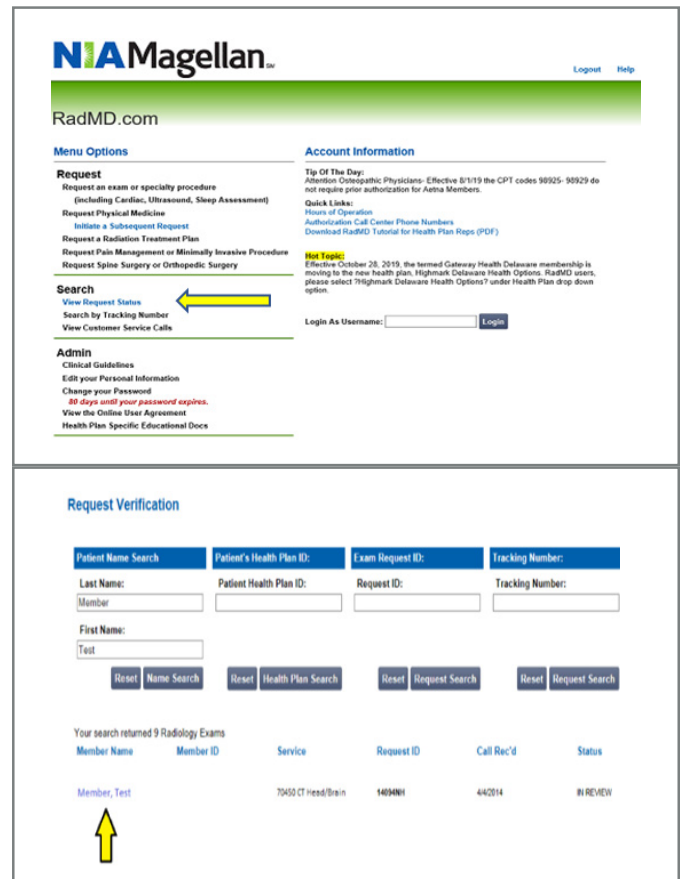 NIA Magellan SM
Logout Help
RadMD.com
Menu Options
Request
Request an exam or specialty procedure
(including Cardiac, Ultrasound, Sleep Assessment)
Request Physical Medicine
Initiate a Subsequent Request
Request a Radiation Treatment Plan
Request Pain Management or Minimally Invasive Procedure
Request Spine Surgery or Orthopedic Surgery
Search
View Request Status
Search by Tracking Number
View Customer Service Calls
Admin
Clinical Guidelines
Edit your Personal Information
Change your Password
80 days until your password expires.
View the Online User Agreement
Health Plan Specific Educational Docs
Account Information
Tip Of The Day:
Attention Osteopathic Physicians- Effective 8/1/19 the CPT codes 98925- 98929 do
not require prior authorization for Aetna Members.
Quick Links:
Hours of Operation
Authorization Call Center Phone Numbers
Download RadMD Tutorial for Health Plan Reps (PDF)
Hot Topic:
Effective October 28, 2019, the termed Gateway Health Delaware membership is
moving to the new health plan, Highmark Delaware Health Options. RadMD users,
please select ?Highmark Delaware Health Options? under Health Plan drop down
option.
Login As Username: Login
Request Verification
Patient Name Search Patient's Health Plan ID: Exam Request ID: Tracking Number:
Last Name: Patient Health Plan ID: Request ID: Tracking Number:
Member
First Name:
Test
Reset Name Search Reset Health Plan Search Reset Request Search Reset Request Search
Your search returned 9 Radiology Exams
Member Name Member ID Service Request ID Call Rec'd Status
Member, Test 70450 CT Head/Brain 14094NH 4/4/2014 IN REVIEW